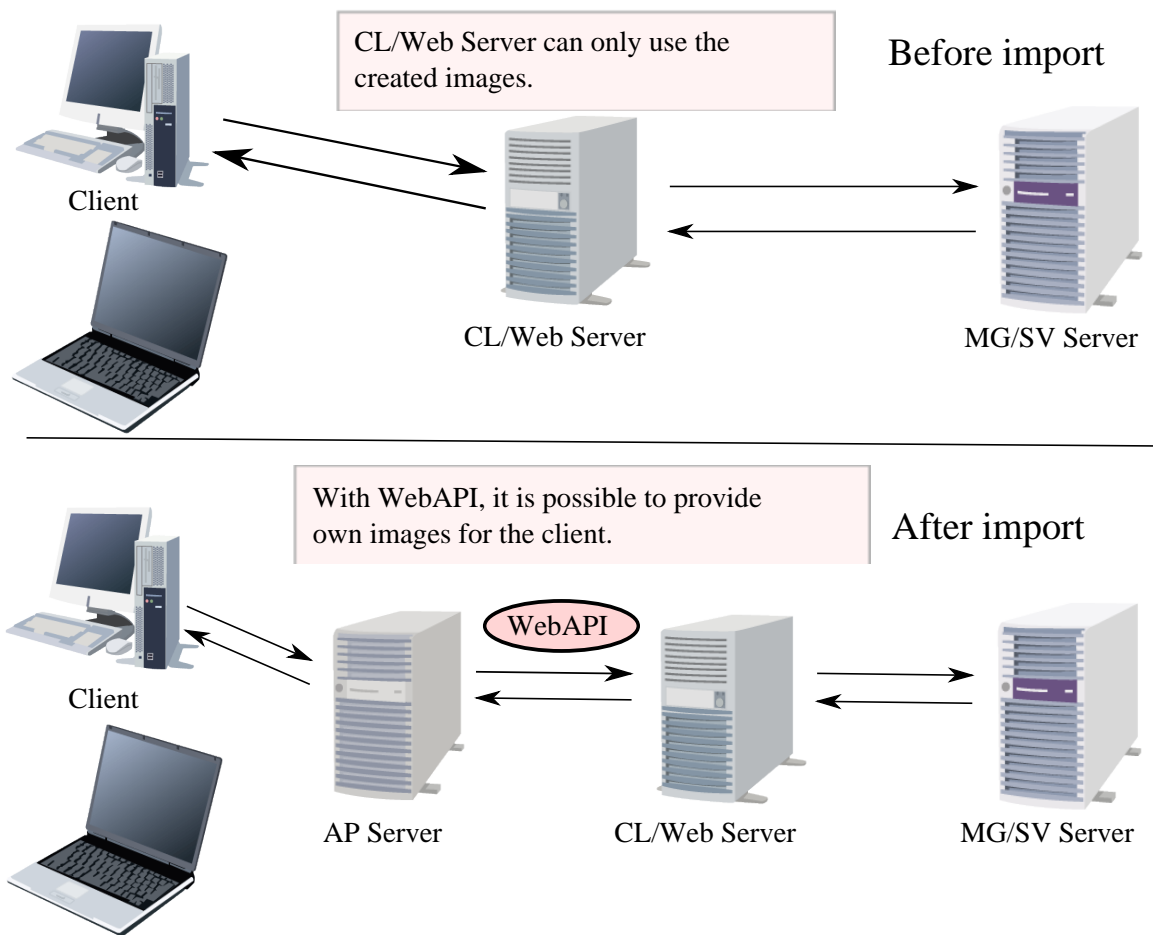 CL/Web Server can only use the
created images.
Before import
Client
CL/Web Server
MG/SV Server
With WebAPI, it is possible to provide
own images for the client.
After import
WebAPI
Client
AP Server
CL/Web Server
MG/SV Server